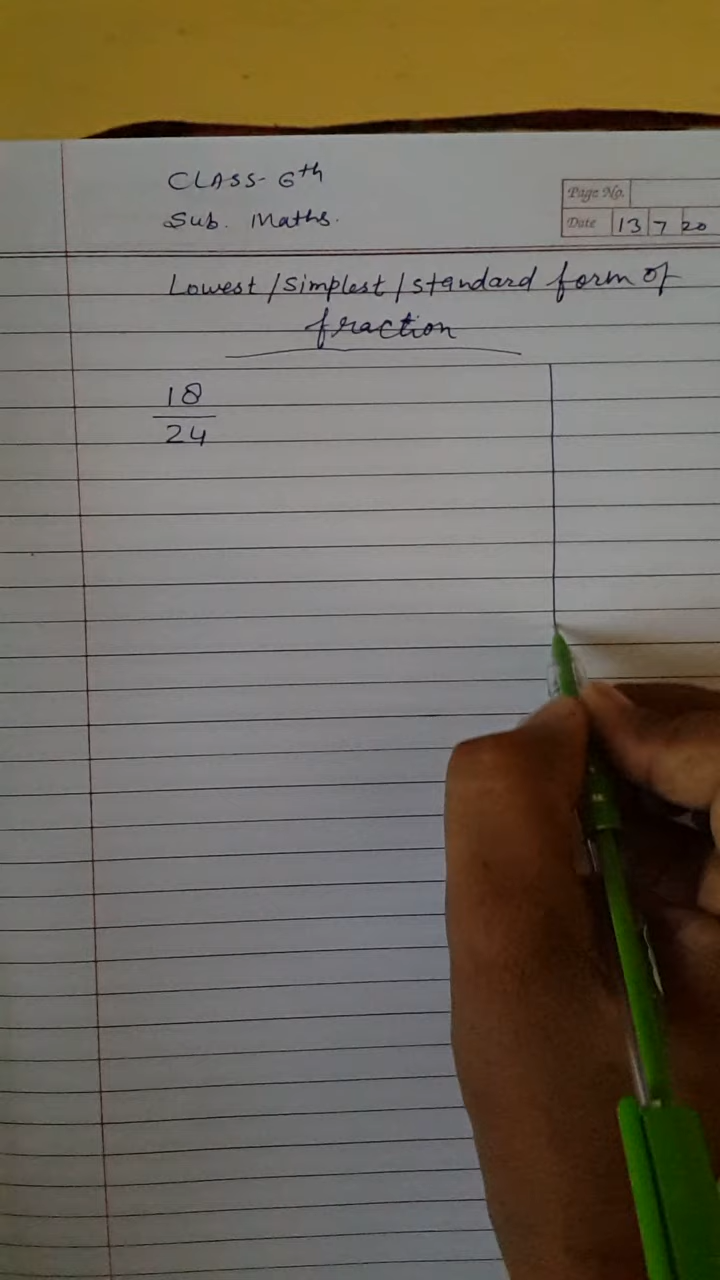 CLASS- 6th
Sub. Maths.
Page No.
Date 13 7 20
Lowest/Simplest/standard form of
fraction
18
24